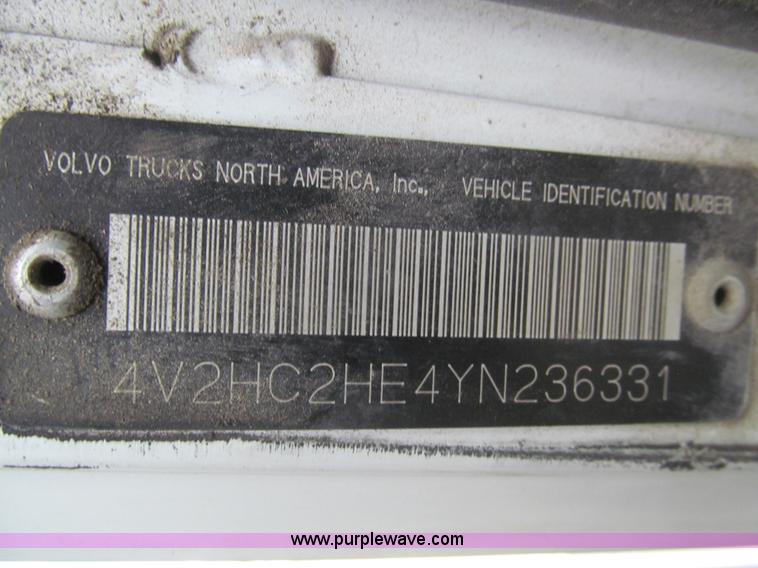 VOLVO TRUCKS NORTH AMERICA, Inc., VEHICLE IDENTIFICATION NUMBER
4V2HC2HE4YN236331
www.purplewave.com